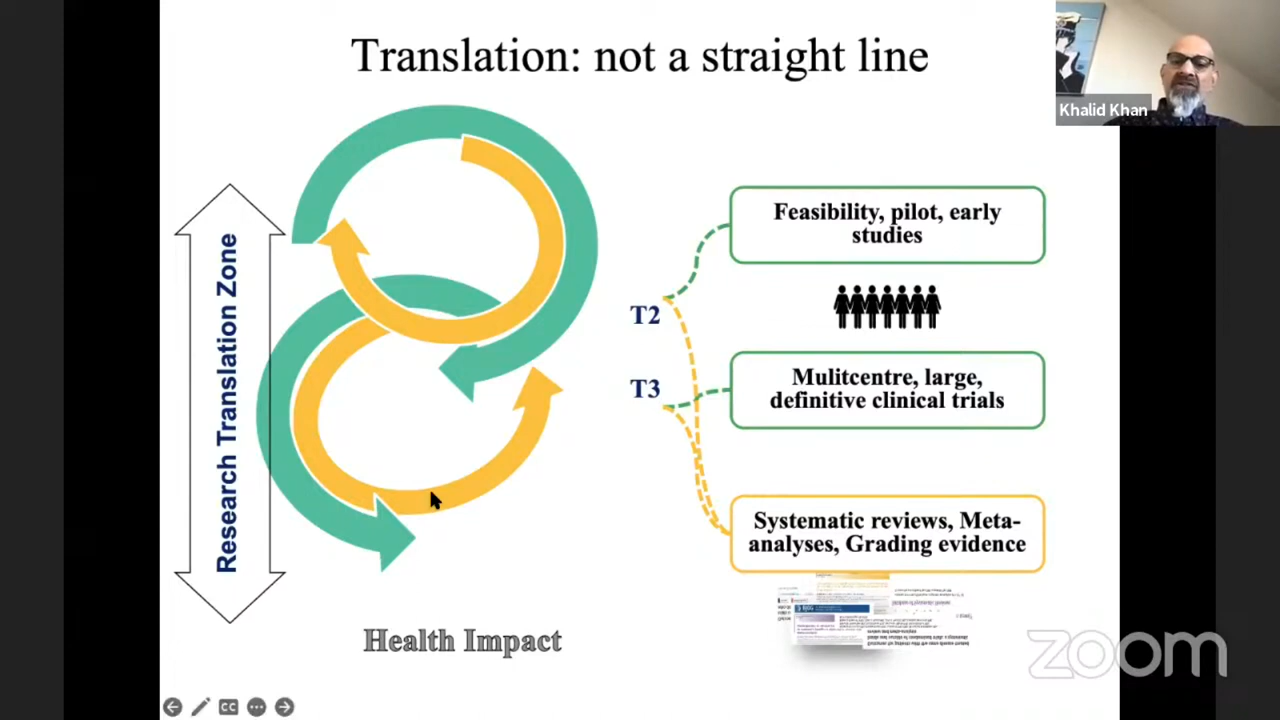 Translation: not a straight line
Khalid Khan
Research Translation Zone
Feasibility, pilot, early
studies
T2
T3
Mulitcentre, large,
definitive clinical trials
Systematic reviews, Meta-
analyses, Grading evidence
Health Impact
zoom
CC